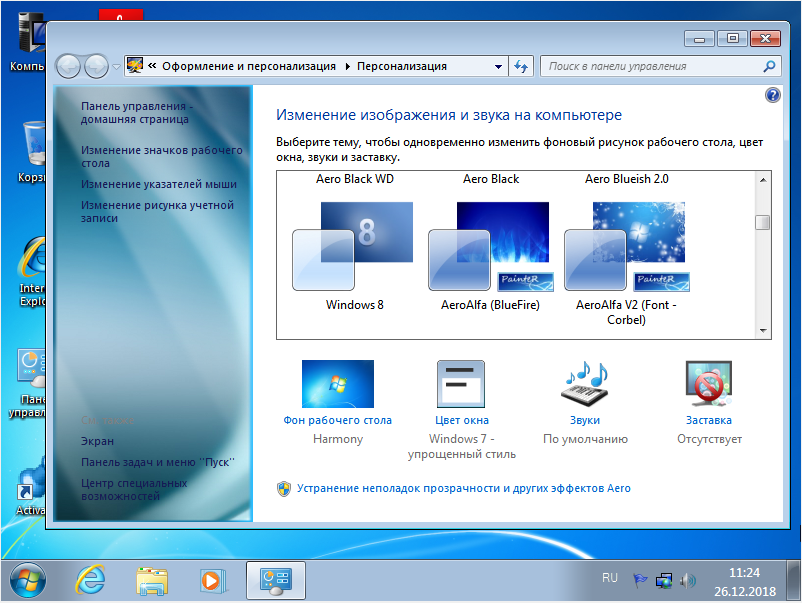 Оформление и персонализация
Персонализация
Поиск в панели управления
Панель управления -
домашняя страница
Изменение значков рабочего
стола
Изменение указателей мыши
Изменение рисунка учетной
записи
См. также
Экран
Панель задач и меню "Пуск"
Центр специальных
возможностей
Изменение изображения и звука на компьютере
Выберите тему, чтобы одновременно изменить фоновый рисунок рабочего стола, цвет
окна, звуки и заставку.
Aero Black WD
Aero Black
Aero Blueish 2.0
8
PainteR
PainteR
Windows 8
AeroAlfa (BlueFire)
AeroAlfa V2 (Font -
Corbel)
Фон рабочего стола
Harmony
Цвет окна
Windows 7 -
упрощенный стиль
Звуки
По умолчанию
Заставка
Отсутствует
Устранение неполадок прозрачности и других эффектов Aero
Компь
Корзи
Inter
Explo
Пане
управл
Activa
RU
11:24
26.12.2018